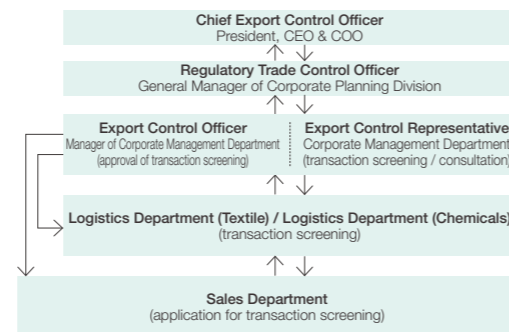 Chief Export Control Officer
President, CEO & COO
Regulatory Trade Control Officer
General Manager of Corporate Planning Division
Export Control Officer
Manager of Corporate Management Department
(approval of transaction screening)
Export Control Representative
Corporate Management Department
(transaction screening / consultation)
Logistics Department (Textile) / Logistics Department (Chemicals)
(transaction screening)
Sales Department
(application for transaction screening)